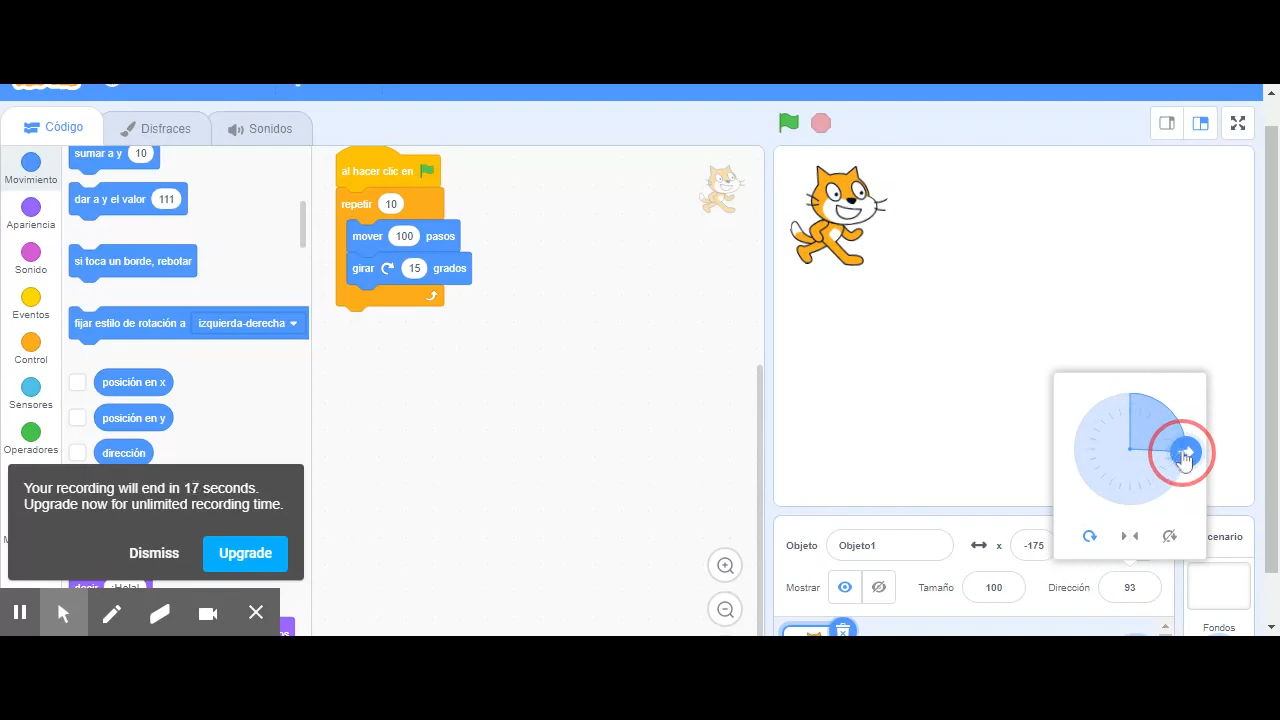 Código
Disfraces
Sonidos
Movimiento
Apariencia
Sonido
Eventos
Control
Sensores
Operadores
sumar a y 10
dar a y el valor 111
si toca un borde, rebotar
fijar estilo de rotación a izquierda-derecha
posición en x
posición en y
dirección
al hacer clic en
repetir 10
mover 100 pasos
girar 15 grados
Your recording will end in 17 seconds.
Upgrade now for unlimited recording time.
Dismiss
Upgrade
decir ¡Hola!
Objeto
Objeto1
x
-175
Mostrar
Tamaño
100
Dirección
93
cenario
Fondos